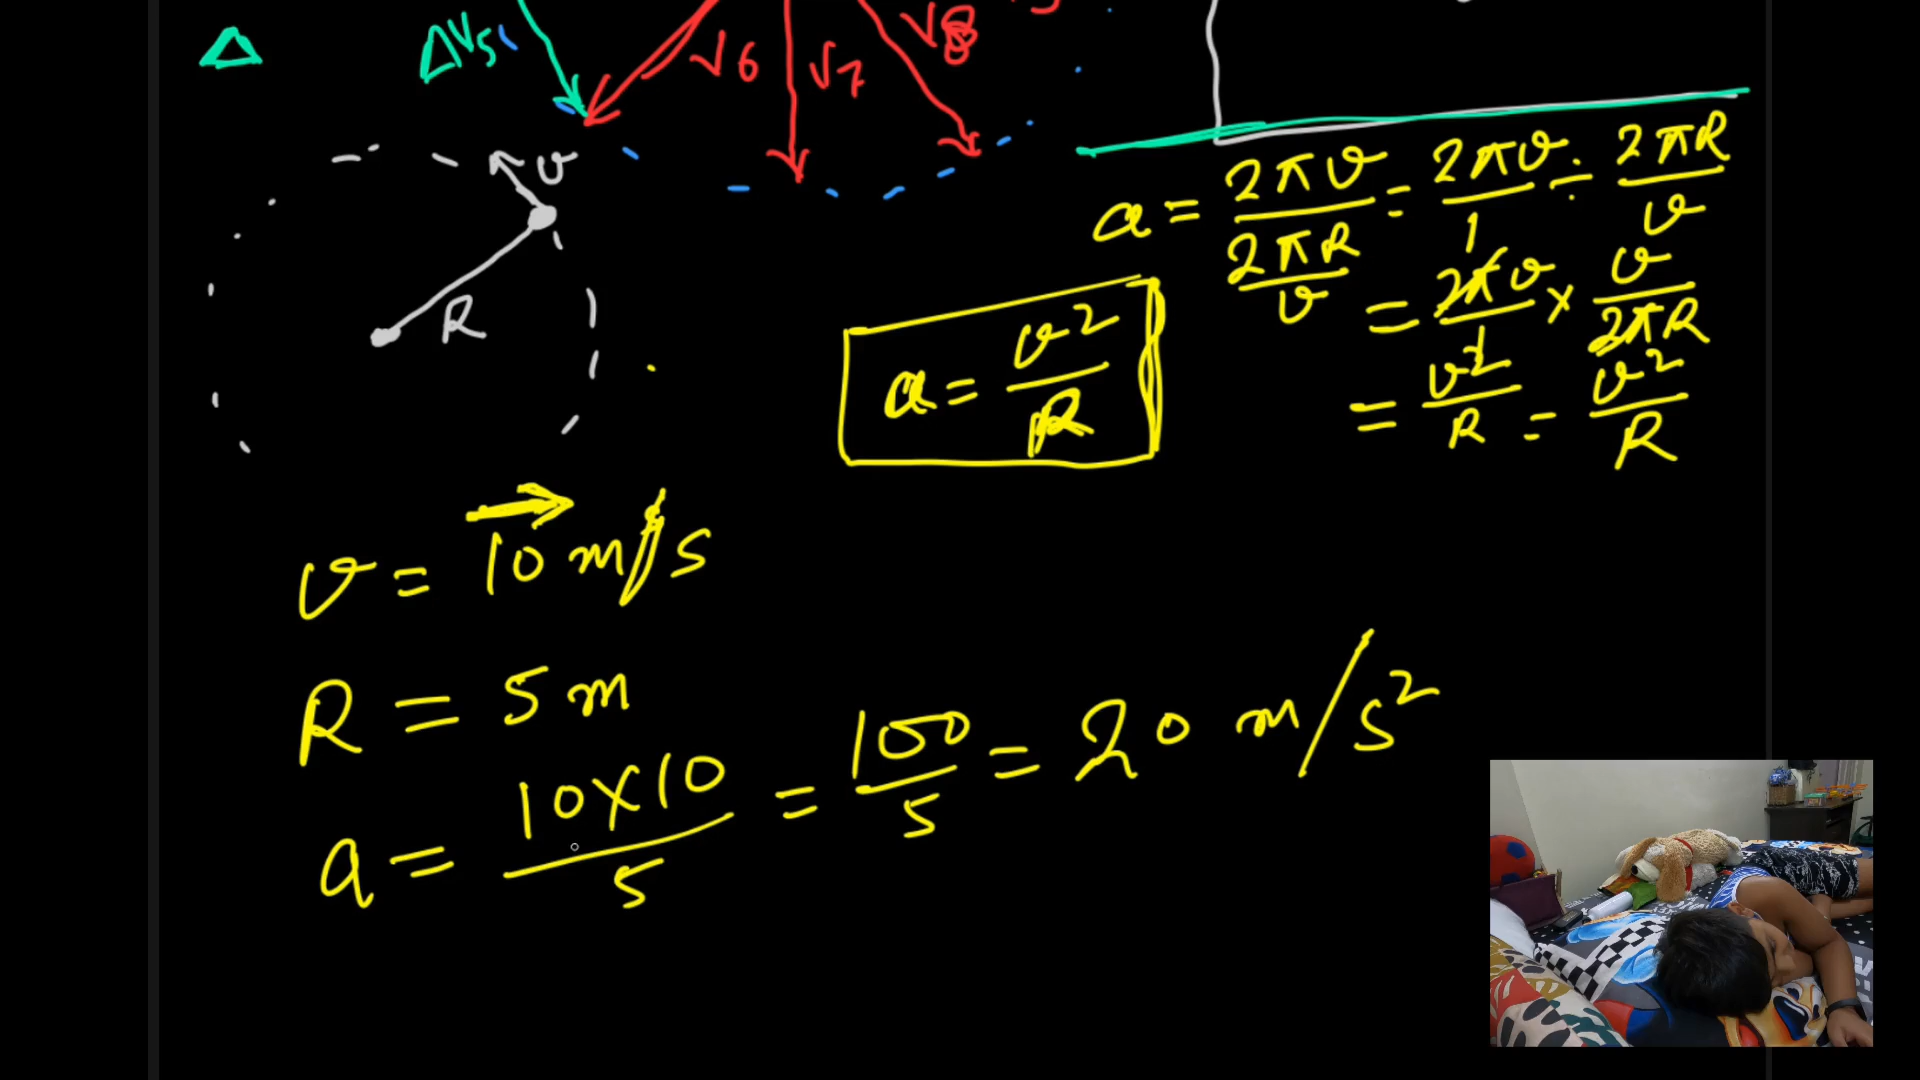 Δ
ΔV5
V6
V7
V8
v
R
a = 2πv / (2πR / v) = 2πv/1 ÷ 2πR/v
= 2πv/1 × v/2πR
= v²/R = v²/R
a = v²/R
v = 10 m/s
R = 5 m
a = 10×10/5 = 100/5 = 20 m/s²